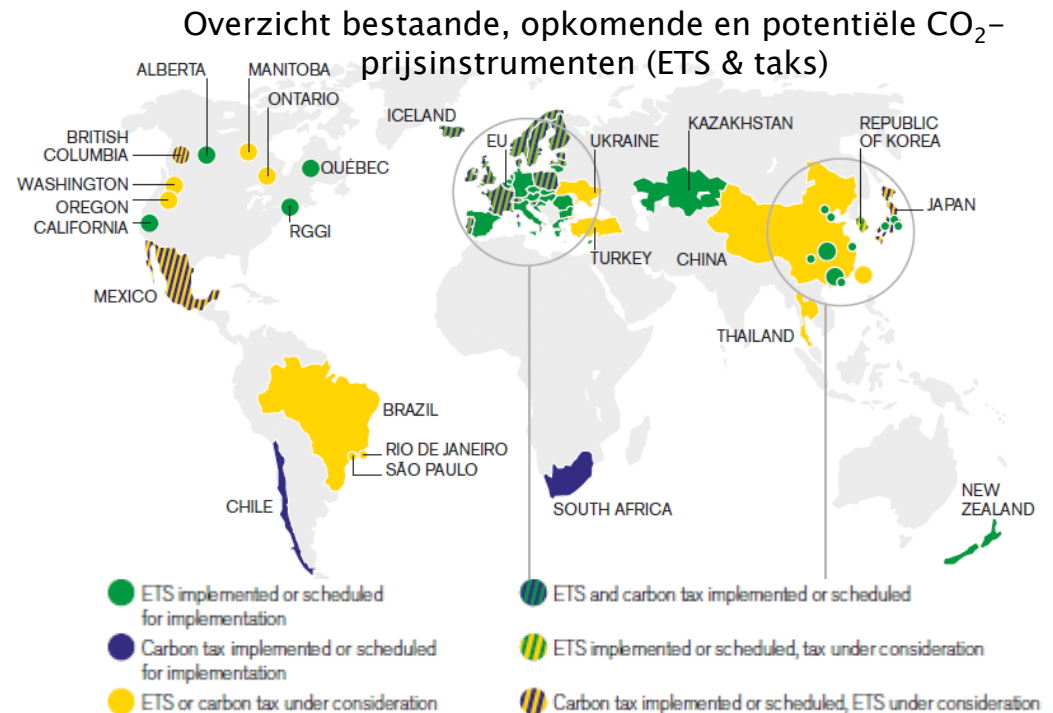 Overzicht bestaande, opkomende en potentiële CO₂-
prijsinstrumenten (ETS & taks)
ALBERTA
MANITOBA
ONTARIO
BRITISH
COLUMBIA
QUÉBEC
WASHINGTON
OREGON
CALIFORNIA
RGGI
MEXICO
ICELAND
EU
UKRAINE
KAZAKHSTAN
REPUBLIC
OF KOREA
JAPAN
TURKEY
CHINA
THAILAND
BRAZIL
RIO DE JANEIRO
SÃO PAULO
CHILE
SOUTH AFRICA
NEW
ZEALAND
ETS implemented or scheduled
for implementation
Carbon tax implemented or scheduled
for implementation
ETS or carbon tax under consideration
ETS and carbon tax implemented or scheduled
ETS implemented or scheduled, tax under consideration
Carbon tax implemented or scheduled, ETS under consideration